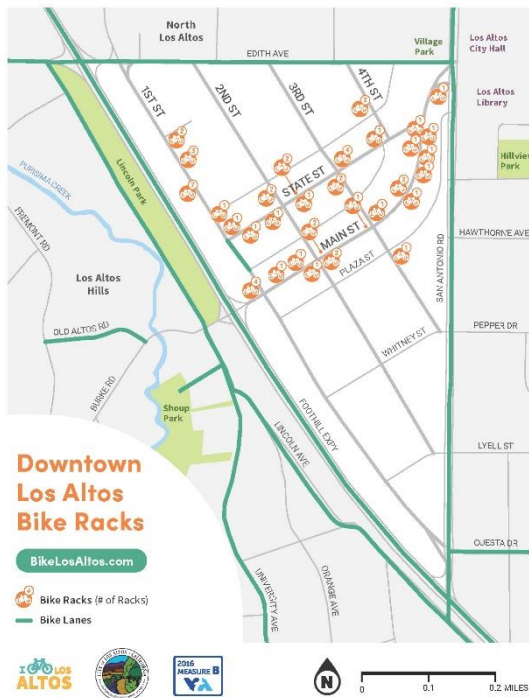 North
Los Altos
EDITH AVE
Village
Park
Los Altos
City Hall
Los Altos
Library
Hillview
Park
1ST ST
2ND ST
3RD ST
4TH ST
STATE ST
MAIN ST
PLAZA ST
Lincoln Park
PURISIMA CREEK
FREMONT RD
Los Altos
Hills
OLD ALTOS RD
BURKE RD
Shoup
Park
SAN ANTONIO RD
HAWTHORNE AVE
PEPPER DR
WHITNEY ST
LYELL ST
CUESTA DR
FOOTHILL EXPY
LINCOLN AVE
UNIVERSITY AVE
ORANGE AVE
Downtown
Los Altos
Bike Racks
BikeLosAltos.com
Bike Racks (# of Racks)
Bike Lanes
I LOS
ALTOS
2016
MEASURE B
VTA
N
0 0.1 0.2 MILES